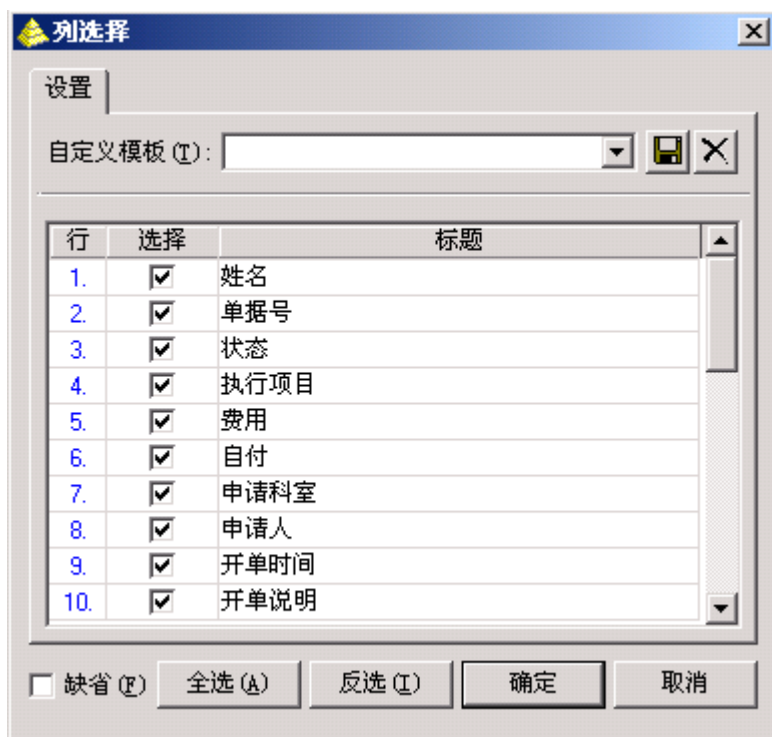 列选择
设置
自定义模板(T):
行 选择 标题
1. 姓名
2. 单据号
3. 状态
4. 执行项目
5. 费用
6. 自付
7. 申请科室
8. 申请人
9. 开单时间
10. 开单说明
缺省(F) 全选(A) 反选(I) 确定 取消